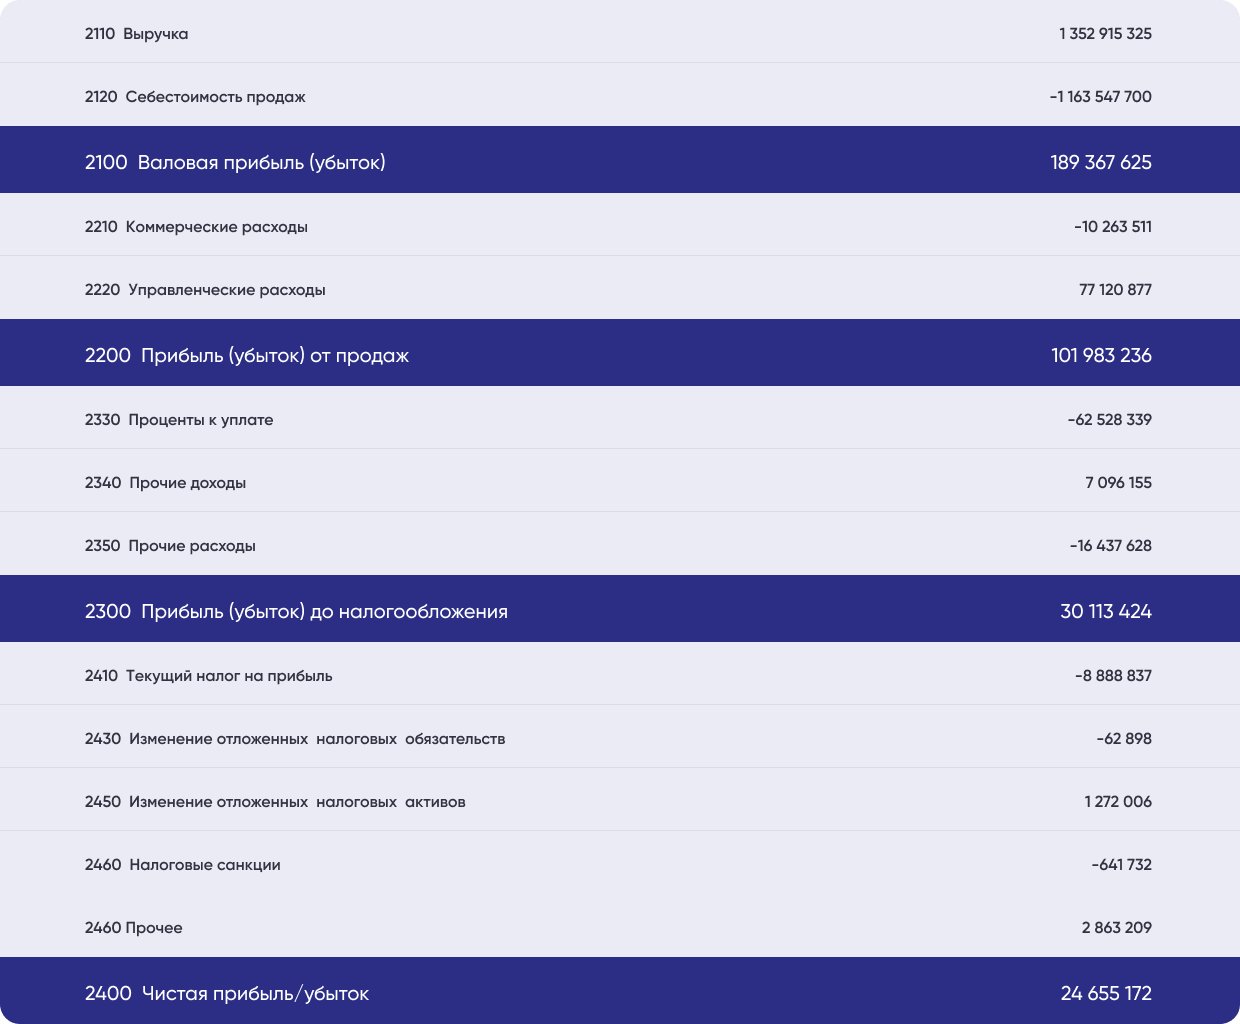 2110 Выручка 1 352 915 325
2120 Себестоимость продаж -1 163 547 700
2100 Валовая прибыль (убыток) 189 367 625
2210 Коммерческие расходы -10 263 511
2220 Управленческие расходы 77 120 877
2200 Прибыль (убыток) от продаж 101 983 236
2330 Проценты к уплате -62 528 339
2340 Прочие доходы 7 096 155
2350 Прочие расходы -16 437 628
2300 Прибыль (убыток) до налогообложения 30 113 424
2410 Текущий налог на прибыль -8 888 837
2430 Изменение отложенных налоговых обязательств -62 898
2450 Изменение отложенных налоговых активов 1 272 006
2460 Налоговые санкции -641 732
2460 Прочее 2 863 209
2400 Чистая прибыль/убыток 24 655 172